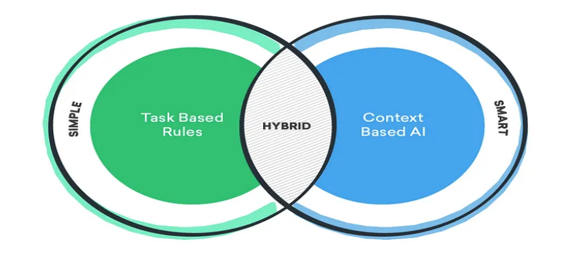 SIMPLE
Task Based
Rules
HYBRID
Context
Based AI
SMART